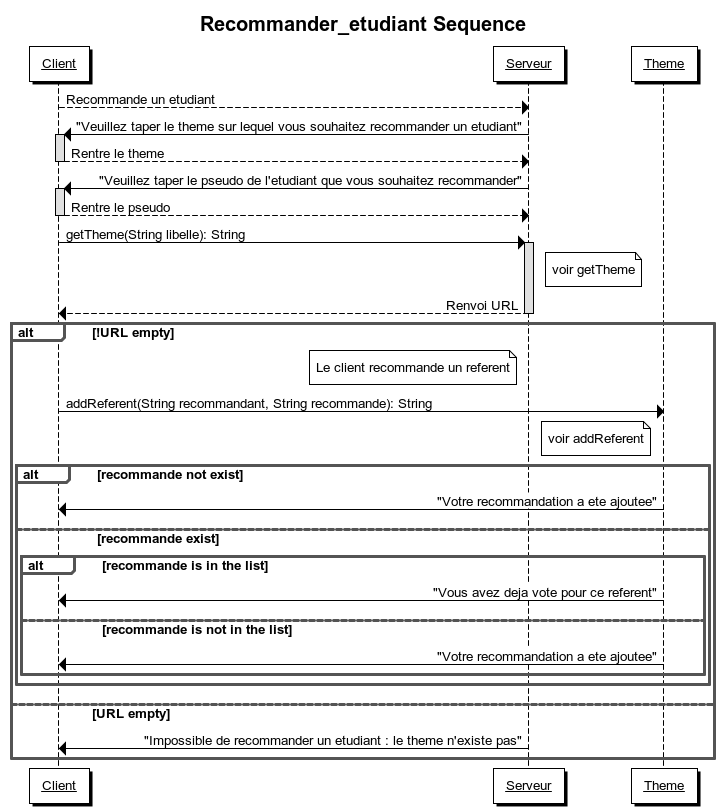 Recommander_etudiant Sequence
Client
Serveur
Theme
Recommande un etudiant
"Veuillez taper le theme sur lequel vous souhaitez recommander un etudiant"
Rentre le theme
"Veuillez taper le pseudo de l'etudiant que vous souhaitez recommander"
Rentre le pseudo
getTheme(String libelle): String
voir getTheme
Renvoi URL
alt [!URL empty]
Le client recommande un referent
addReferent(String recommandant, String recommande): String
voir addReferent
alt [recommande not exist]
"Votre recommandation a ete ajoutee"
[recommande exist]
alt [recommande is in the list]
"Vous avez deja vote pour ce referent"
[recommande is not in the list]
"Votre recommandation a ete ajoutee"
[URL empty]
"Impossible de recommander un etudiant : le theme n'existe pas"
Client
Serveur
Theme